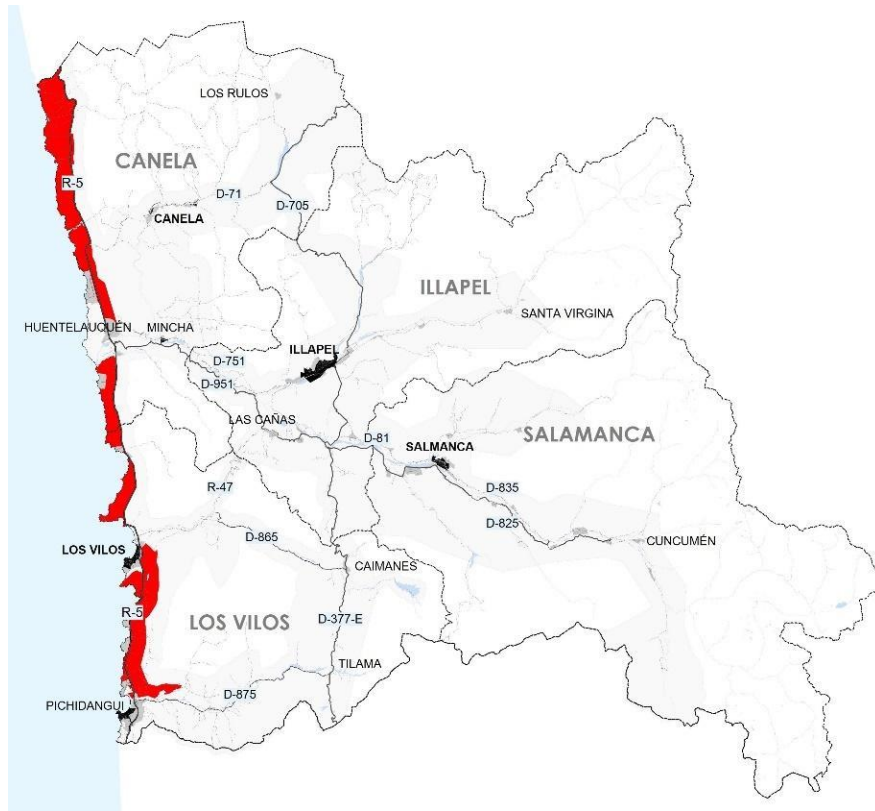 LOS RULOS
CANELA
R-5
D-71
D-705
CANELA
ILLAPEL
SANTA VIRGINA
HUENTELAUQUÉN
MINCHA
ILLAPEL
D-751
D-951
LAS CAÑAS
D-81
SALMANCA
SALAMANCA
R-47
D-835
D-825
D-865
CUNCUMÉN
LOS VILOS
CAIMANES
R-5
LOS VILOS
D-377-E
TILAMA
D-875
PICHIDANGUI